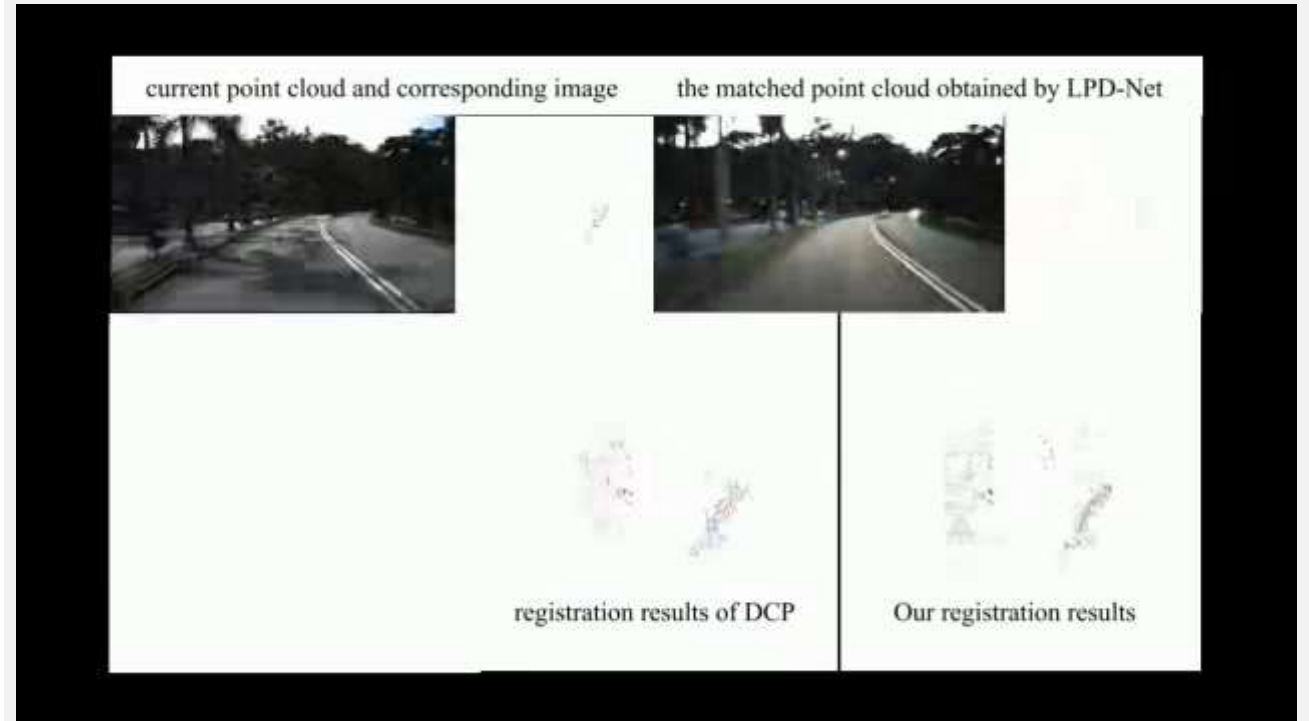 current point cloud and corresponding image
the matched point cloud obtained by LPD-Net
registration results of DCP
Our registration results